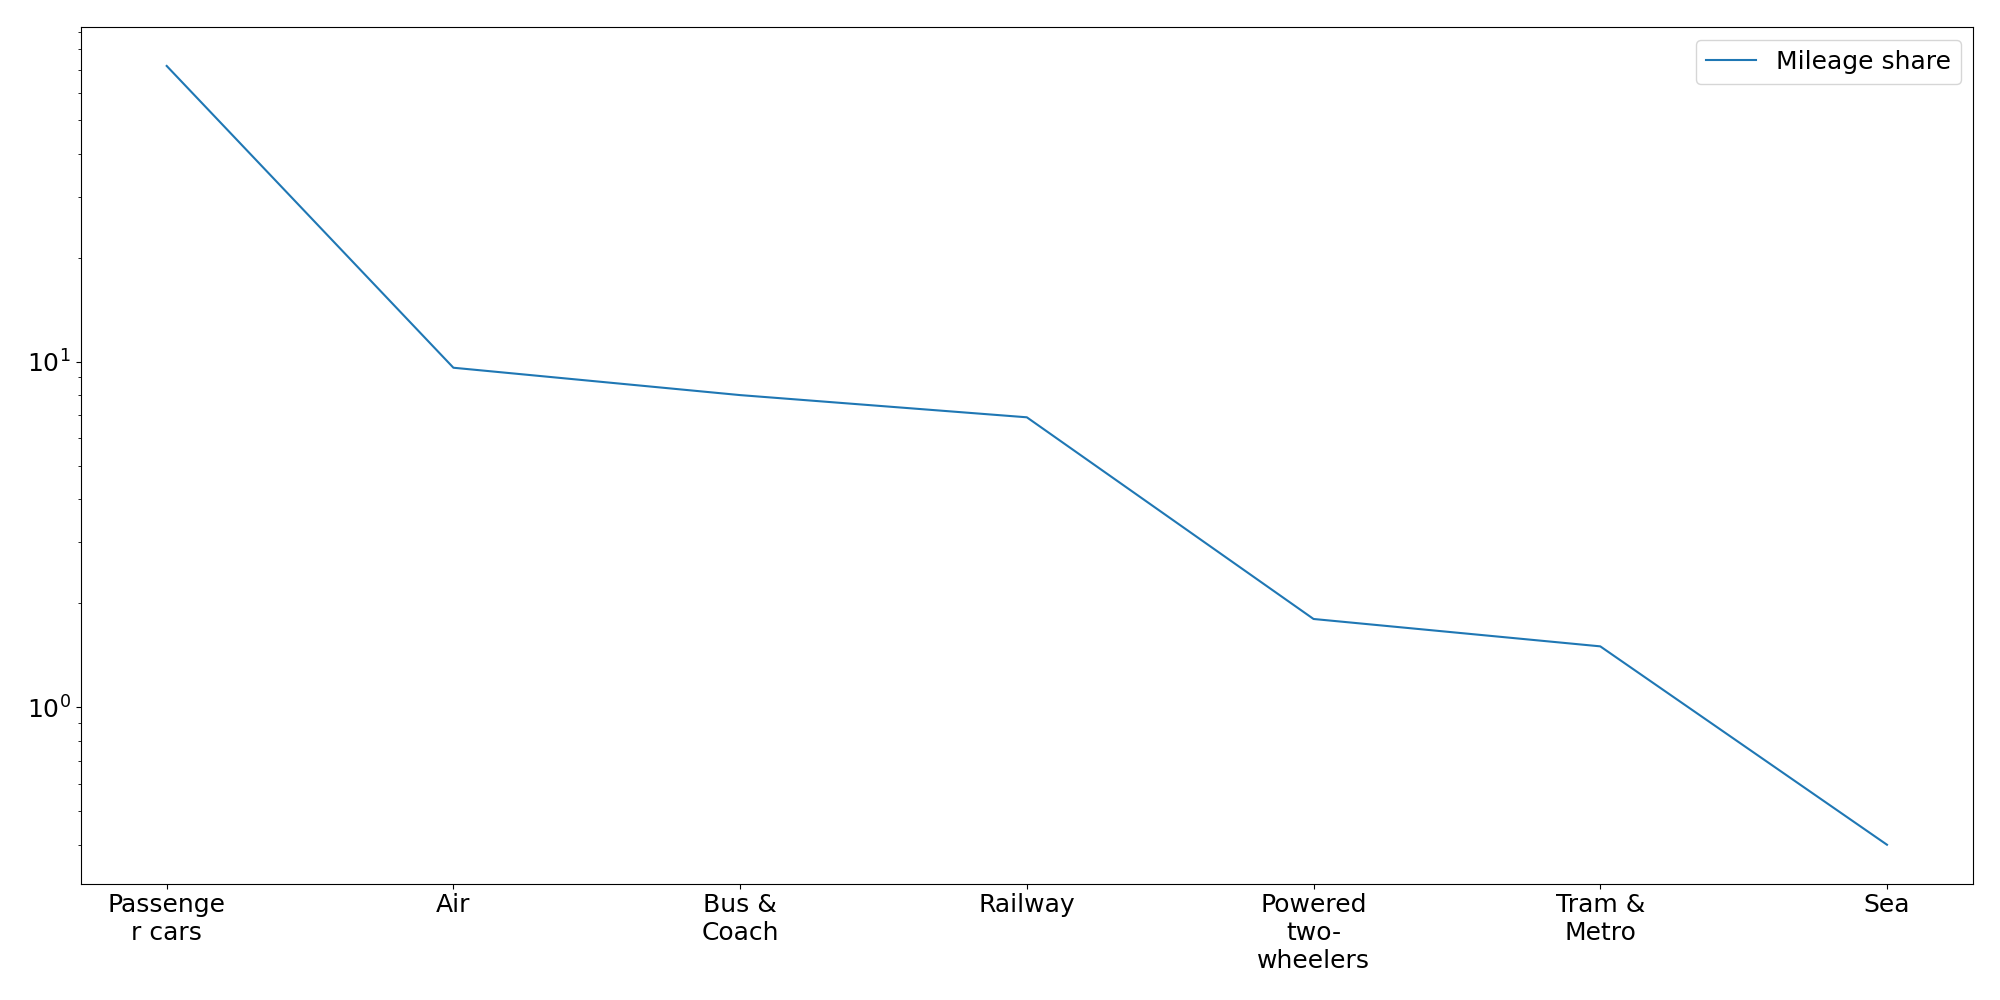 Mileage share
10¹
10⁰
Passenge
r cars
Air
Bus &
Coach
Railway
Powered
two-
wheelers
Tram &
Metro
Sea